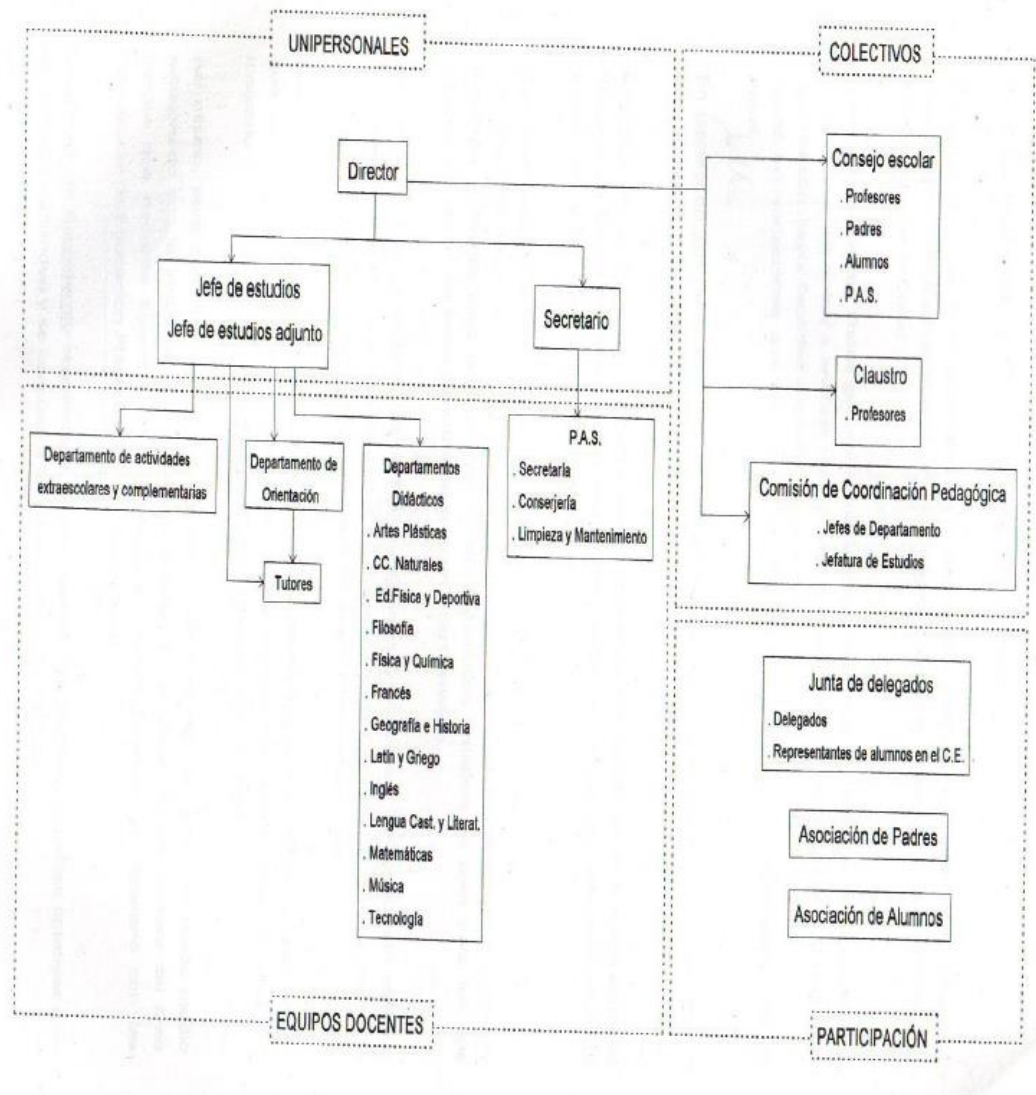 UNIPERSONALES
Director
Jefe de estudios
Jefe de estudios adjunto
Secretario
COLECTIVOS
Consejo escolar
. Profesores
. Padres
. Alumnos
. P.A.S.
Claustro
. Profesores
Comisión de Coordinación Pedagógica
. Jefes de Departamento
. Jefatura de Estudios
Departamento de actividades
extraescolares y complementarias
Departamento de
Orientación
Tutores
Departamentos
Didácticos
. Artes Plásticas
. CC. Naturales
. Ed.Física y Deportiva
. Filosofía
. Física y Química
. Francés
. Geografía e Historia
. Latín y Griego
. Inglés
. Lengua Cast. y Literat.
. Matemáticas
. Música
. Tecnología
P.A.S.
. Secretaría
. Conserjería
. Limpieza y Mantenimiento
EQUIPOS DOCENTES
Junta de delegados
. Delegados
. Representantes de alumnos en el C.E.
Asociación de Padres
Asociación de Alumnos
PARTICIPACIÓN